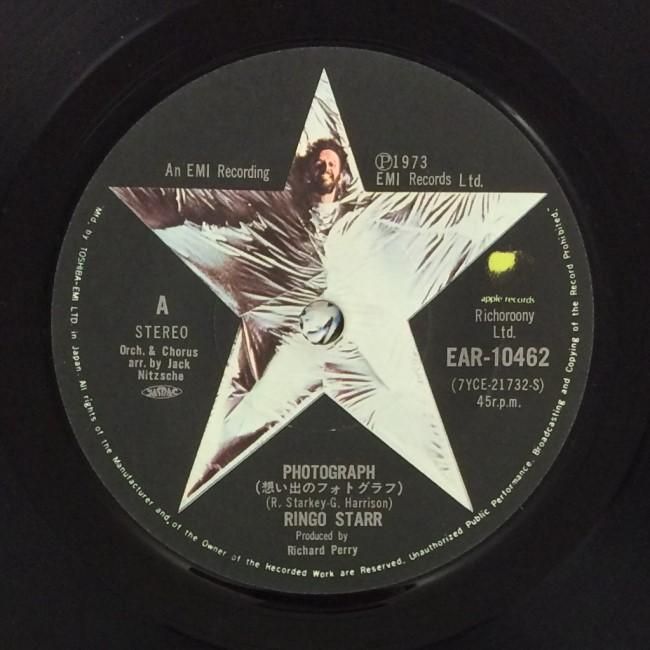 An EMI Recording
Ⓟ1973
EMI Records Ltd.
A
STEREO
Orch. & Chorus
arr. by Jack
Nitzsche
JASRAC
apple records
Richoroony
Ltd.
EAR-10462
(7YCE-21732-S)
45r.p.m.
PHOTOGRAPH
(想い出のフォトグラフ)
(R. Starkey-G. Harrison)
RINGO STARR
Produced by
Richard Perry
Mfd. by TOSHIBA-EMI LTD in Japan. All rights of the Manufacturer and, of the Owner of the Recorded Work are Reserved. Unauthorized Public Performance. Broadcasting and Copying of the Record Prohibited.